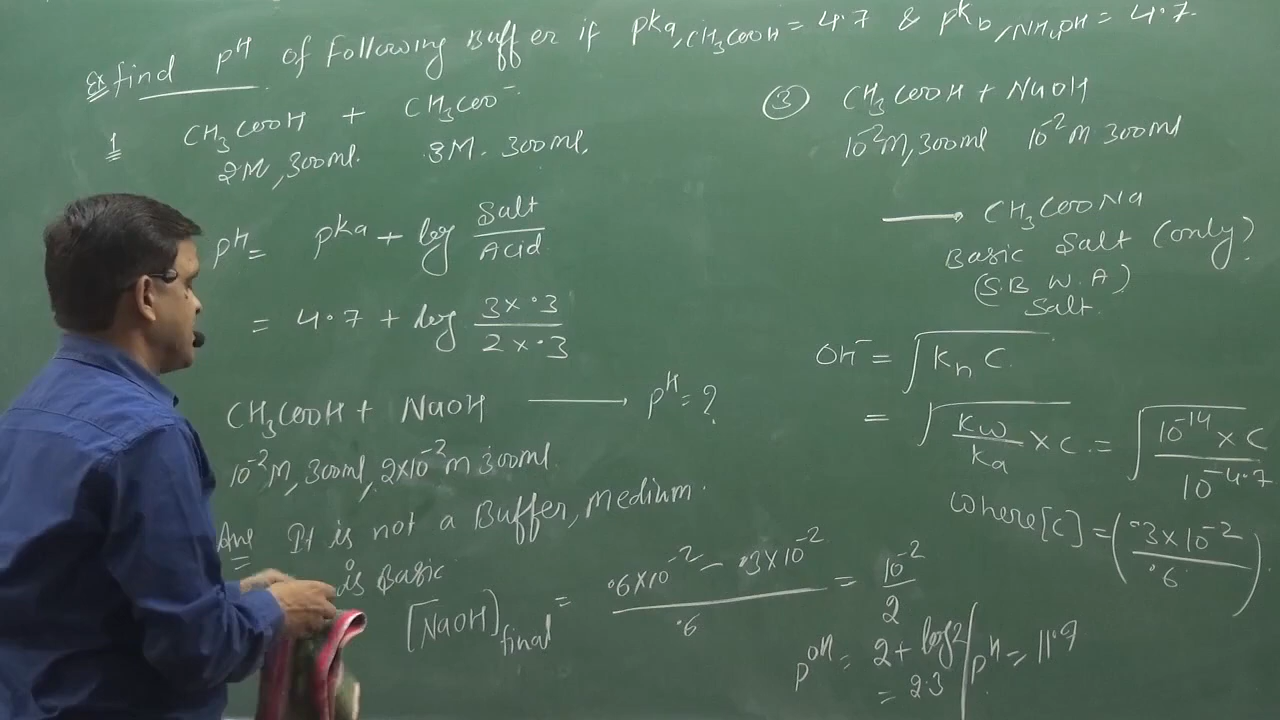 Ex find pH of following Buffer if pka,CH₃COOH = 4.7 & pkb,NH₄OH = 4.7.
1 CH₃COOH + CH₃COO⁻
2M, 300ml. 3M. 300ml.
pH = pka + log Salt/Acid
= 4.7 + log 3×.3/2×.3
CH₃COOH + NaOH ⟶ pH = ?
10⁻²M, 300ml, 2×10⁻²M 300ml.
Ans It is not a Buffer, Medium.
is Basic
[NaOH]final = .6×10⁻² – .3×10⁻²/.6 = 10⁻²/2
pOH = 2 + log2 | pH = 11.7
= 2.3
③ CH₃COOH + NaOH
10⁻²M, 300ml 10⁻²M 300ml
⟶ CH₃COONa
Basic Salt (only)
(S.B W.A)
Salt.
OH⁻ = √Kh C.
= √Kw/Ka × C = √10⁻¹⁴ × C/10⁻⁴·⁷
Where [C] = (.3×10⁻²/.6).